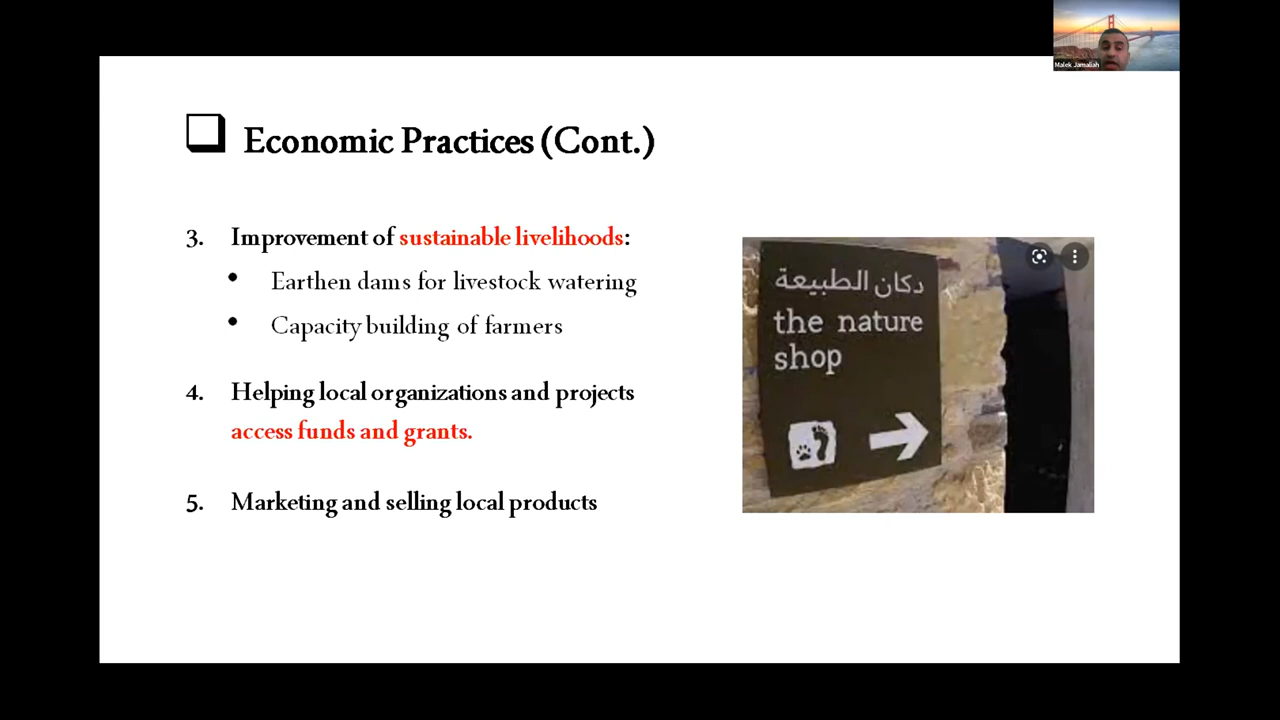 Malek Jamaliah
Economic Practices (Cont.)
3. Improvement of sustainable livelihoods:
• Earthen dams for livestock watering
• Capacity building of farmers
4. Helping local organizations and projects
access funds and grants.
5. Marketing and selling local products
دكان الطبيعة
the nature
shop